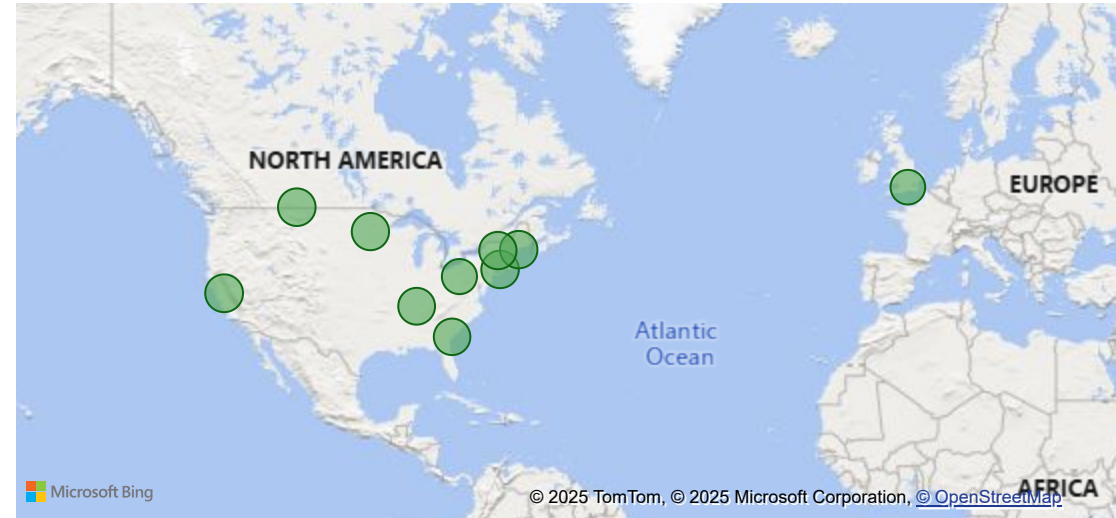 NORTH AMERICA
EUROPE
Atlantic
Ocean
AFRICA
Microsoft Bing
© 2025 TomTom, © 2025 Microsoft Corporation, © OpenStreetMap